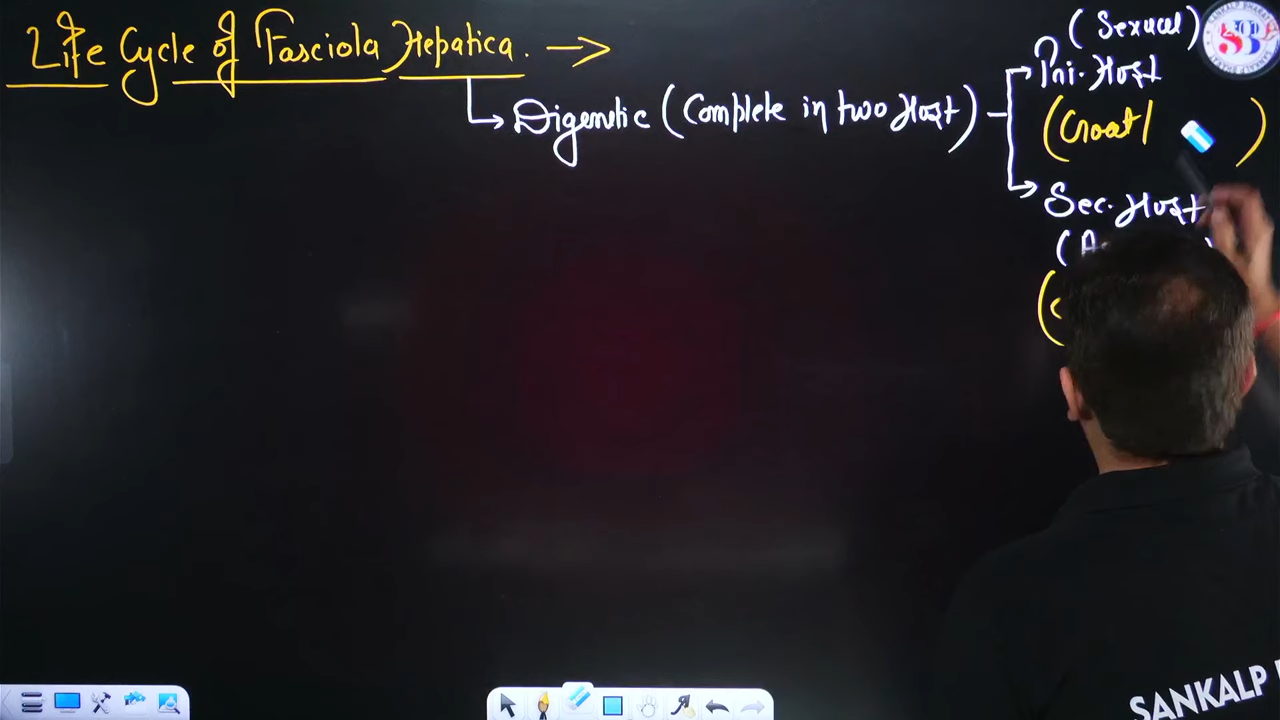 Life Cycle of Fasciola Hepatica. →
Digenetic (Complete in two Host)
(Sexual)
Pri. Host
(Goat/ )
Sec. Host
SANKALP